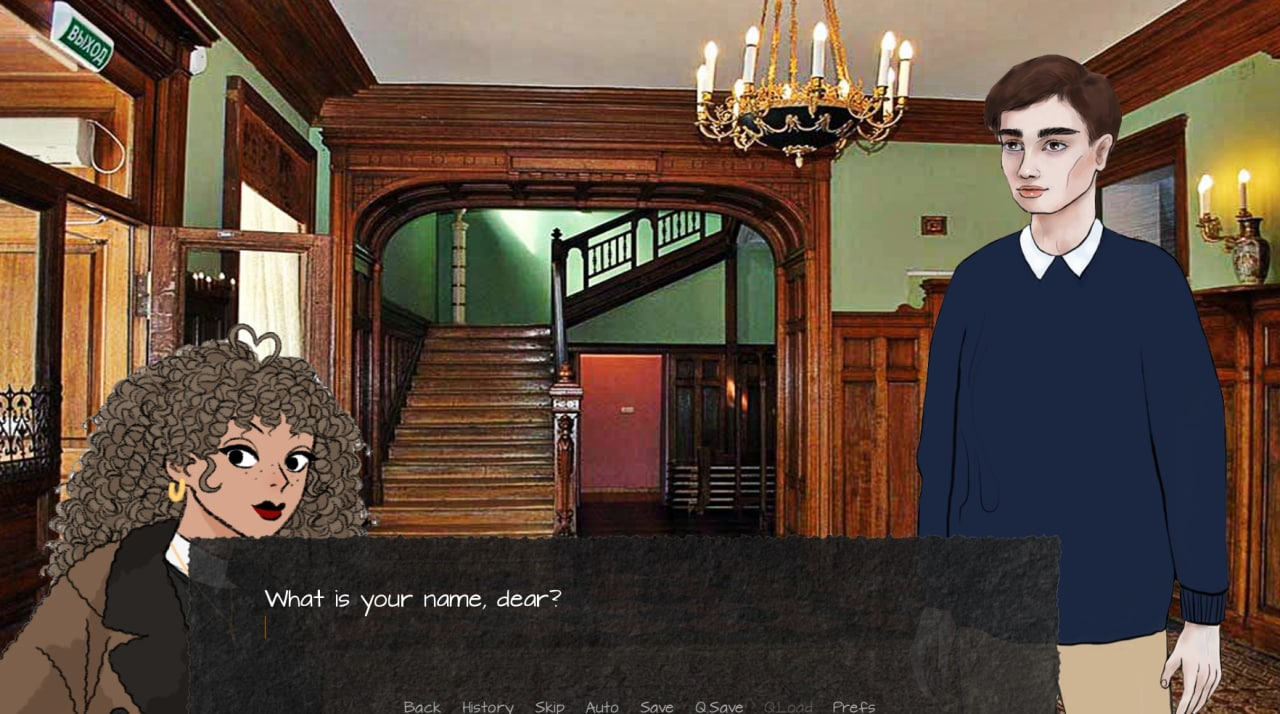 ВЫХОД
What is your name, dear?
Back History Skip Auto Save Q.Save Q.Load Prefs